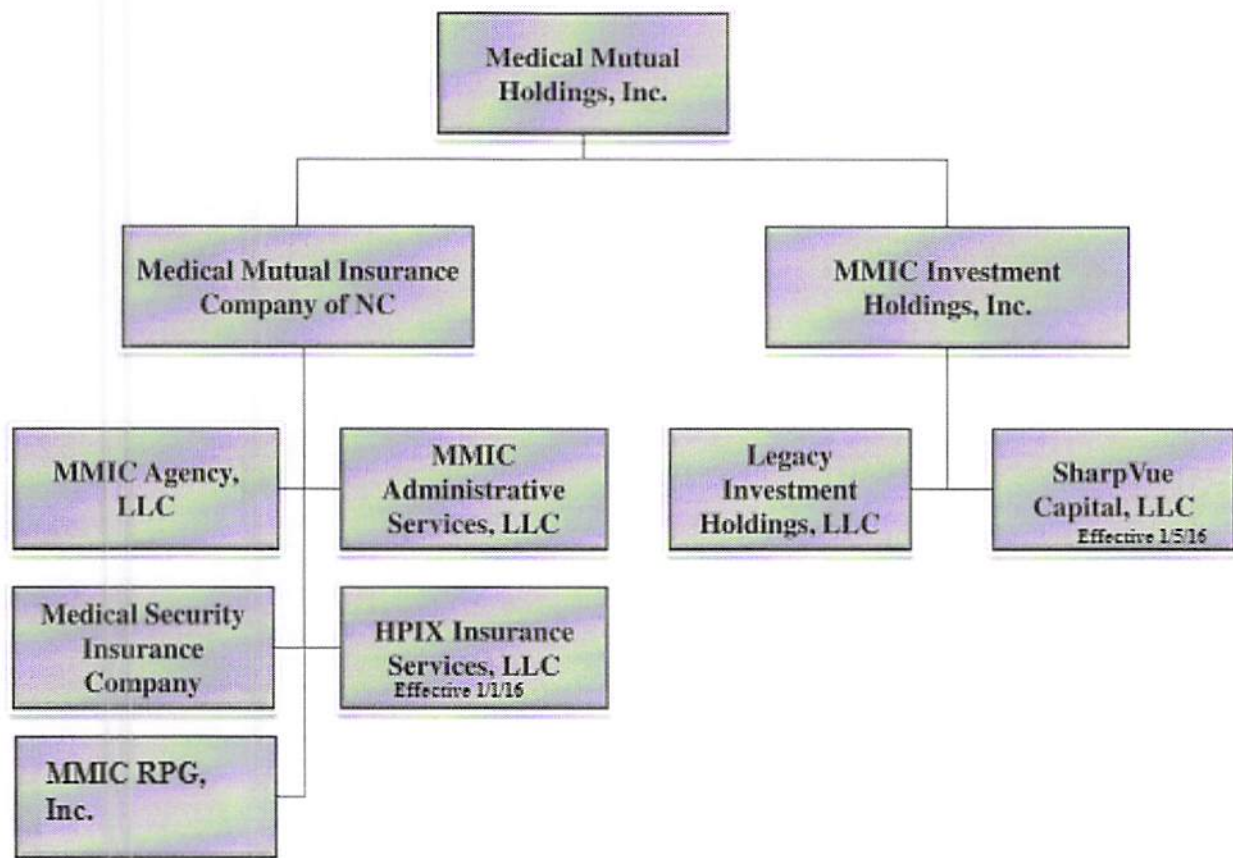 Medical Mutual
Holdings, Inc.
Medical Mutual Insurance
Company of NC
MMIC Investment
Holdings, Inc.
MMIC Agency,
LLC
MMIC
Administrative
Services, LLC
Legacy
Investment
Holdings, LLC
SharpVue
Capital, LLC
Effective 1/5/16
Medical Security
Insurance
Company
HPIX Insurance
Services, LLC
Effective 1/1/16
MMIC RPG,
Inc.